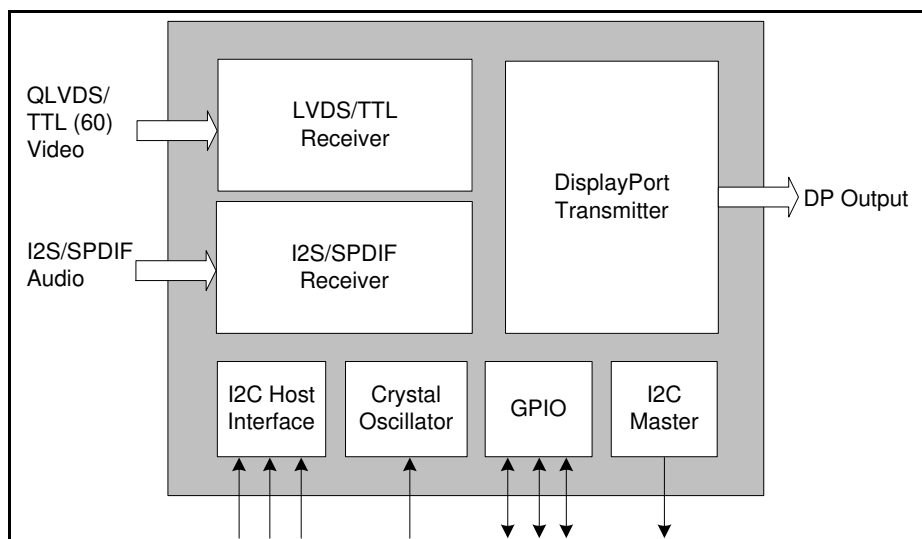 QLVDS/
TTL (60)
Video
LVDS/TTL
Receiver
DisplayPort
Transmitter
DP Output
I2S/SPDIF
Audio
I2S/SPDIF
Receiver
I2C Host
Interface
Crystal
Oscillator
GPIO
I2C
Master